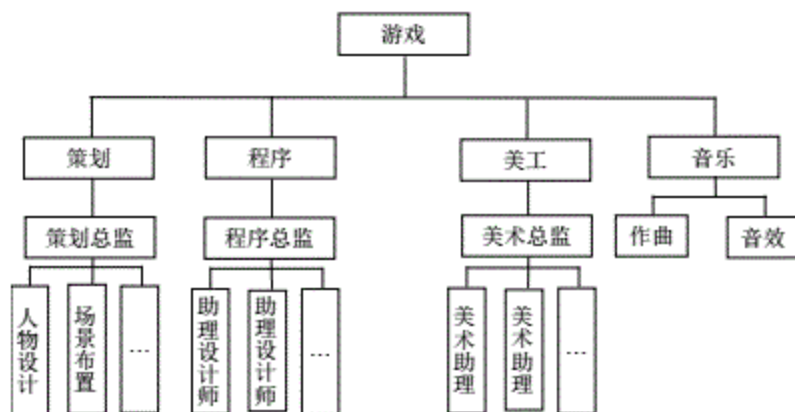 游戏
策划
程序
美工
音乐
策划总监
程序总监
美术总监
作曲
音效
人物设计
场景布置
…
助理设计师
助理设计师
…
美术助理
美术助理
…